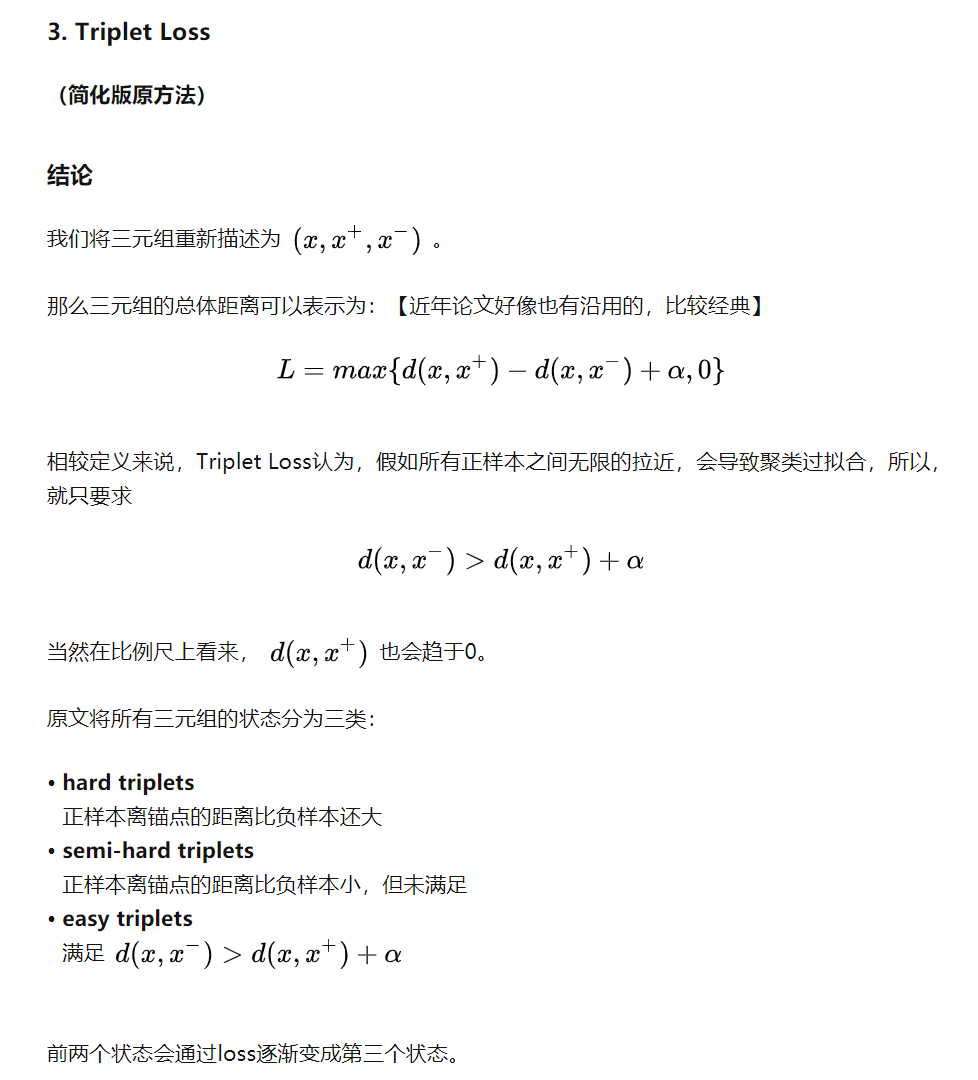 3. Triplet Loss
（简化版原方法）
结论
我们将三元组重新描述为 (x, x⁺, x⁻) 。
那么三元组的总体距离可以表示为：【近年论文好像也有沿用的，比较经典】
L = max{d(x, x⁺) − d(x, x⁻) + α, 0}
相较定义来说，Triplet Loss认为，假如所有正样本之间无限的拉近，会导致聚类过拟合，所以，
就只要求
d(x, x⁻) > d(x, x⁺) + α
当然在比例尺上看来， d(x, x⁺) 也会趋于0。
原文将所有三元组的状态分为三类：
• hard triplets
正样本离锚点的距离比负样本还大
• semi-hard triplets
正样本离锚点的距离比负样本小，但未满足
• easy triplets
满足 d(x, x⁻) > d(x, x⁺) + α
前两个状态会通过loss逐渐变成第三个状态。